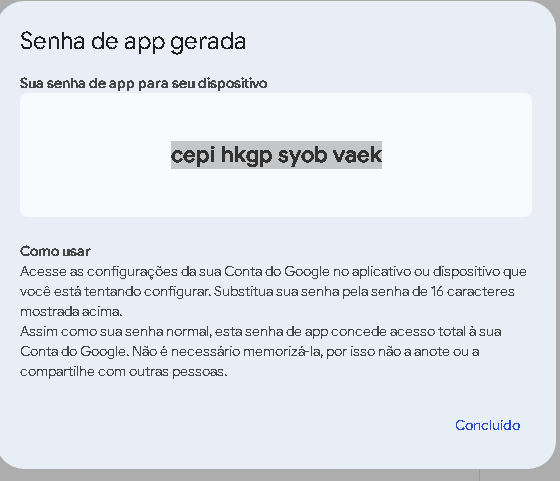 Senha de app gerada
Sua senha de app para seu dispositivo
cepi hkgp syob vaek
Como usar
Acesse as configurações da sua Conta do Google no aplicativo ou dispositivo que
você está tentando configurar. Substitua sua senha pela senha de 16 caracteres
mostrada acima.
Assim como sua senha normal, esta senha de app concede acesso total à sua
Conta do Google. Não é necessário memorizá-la, por isso não a anote ou a
compartilhe com outras pessoas.
Concluído